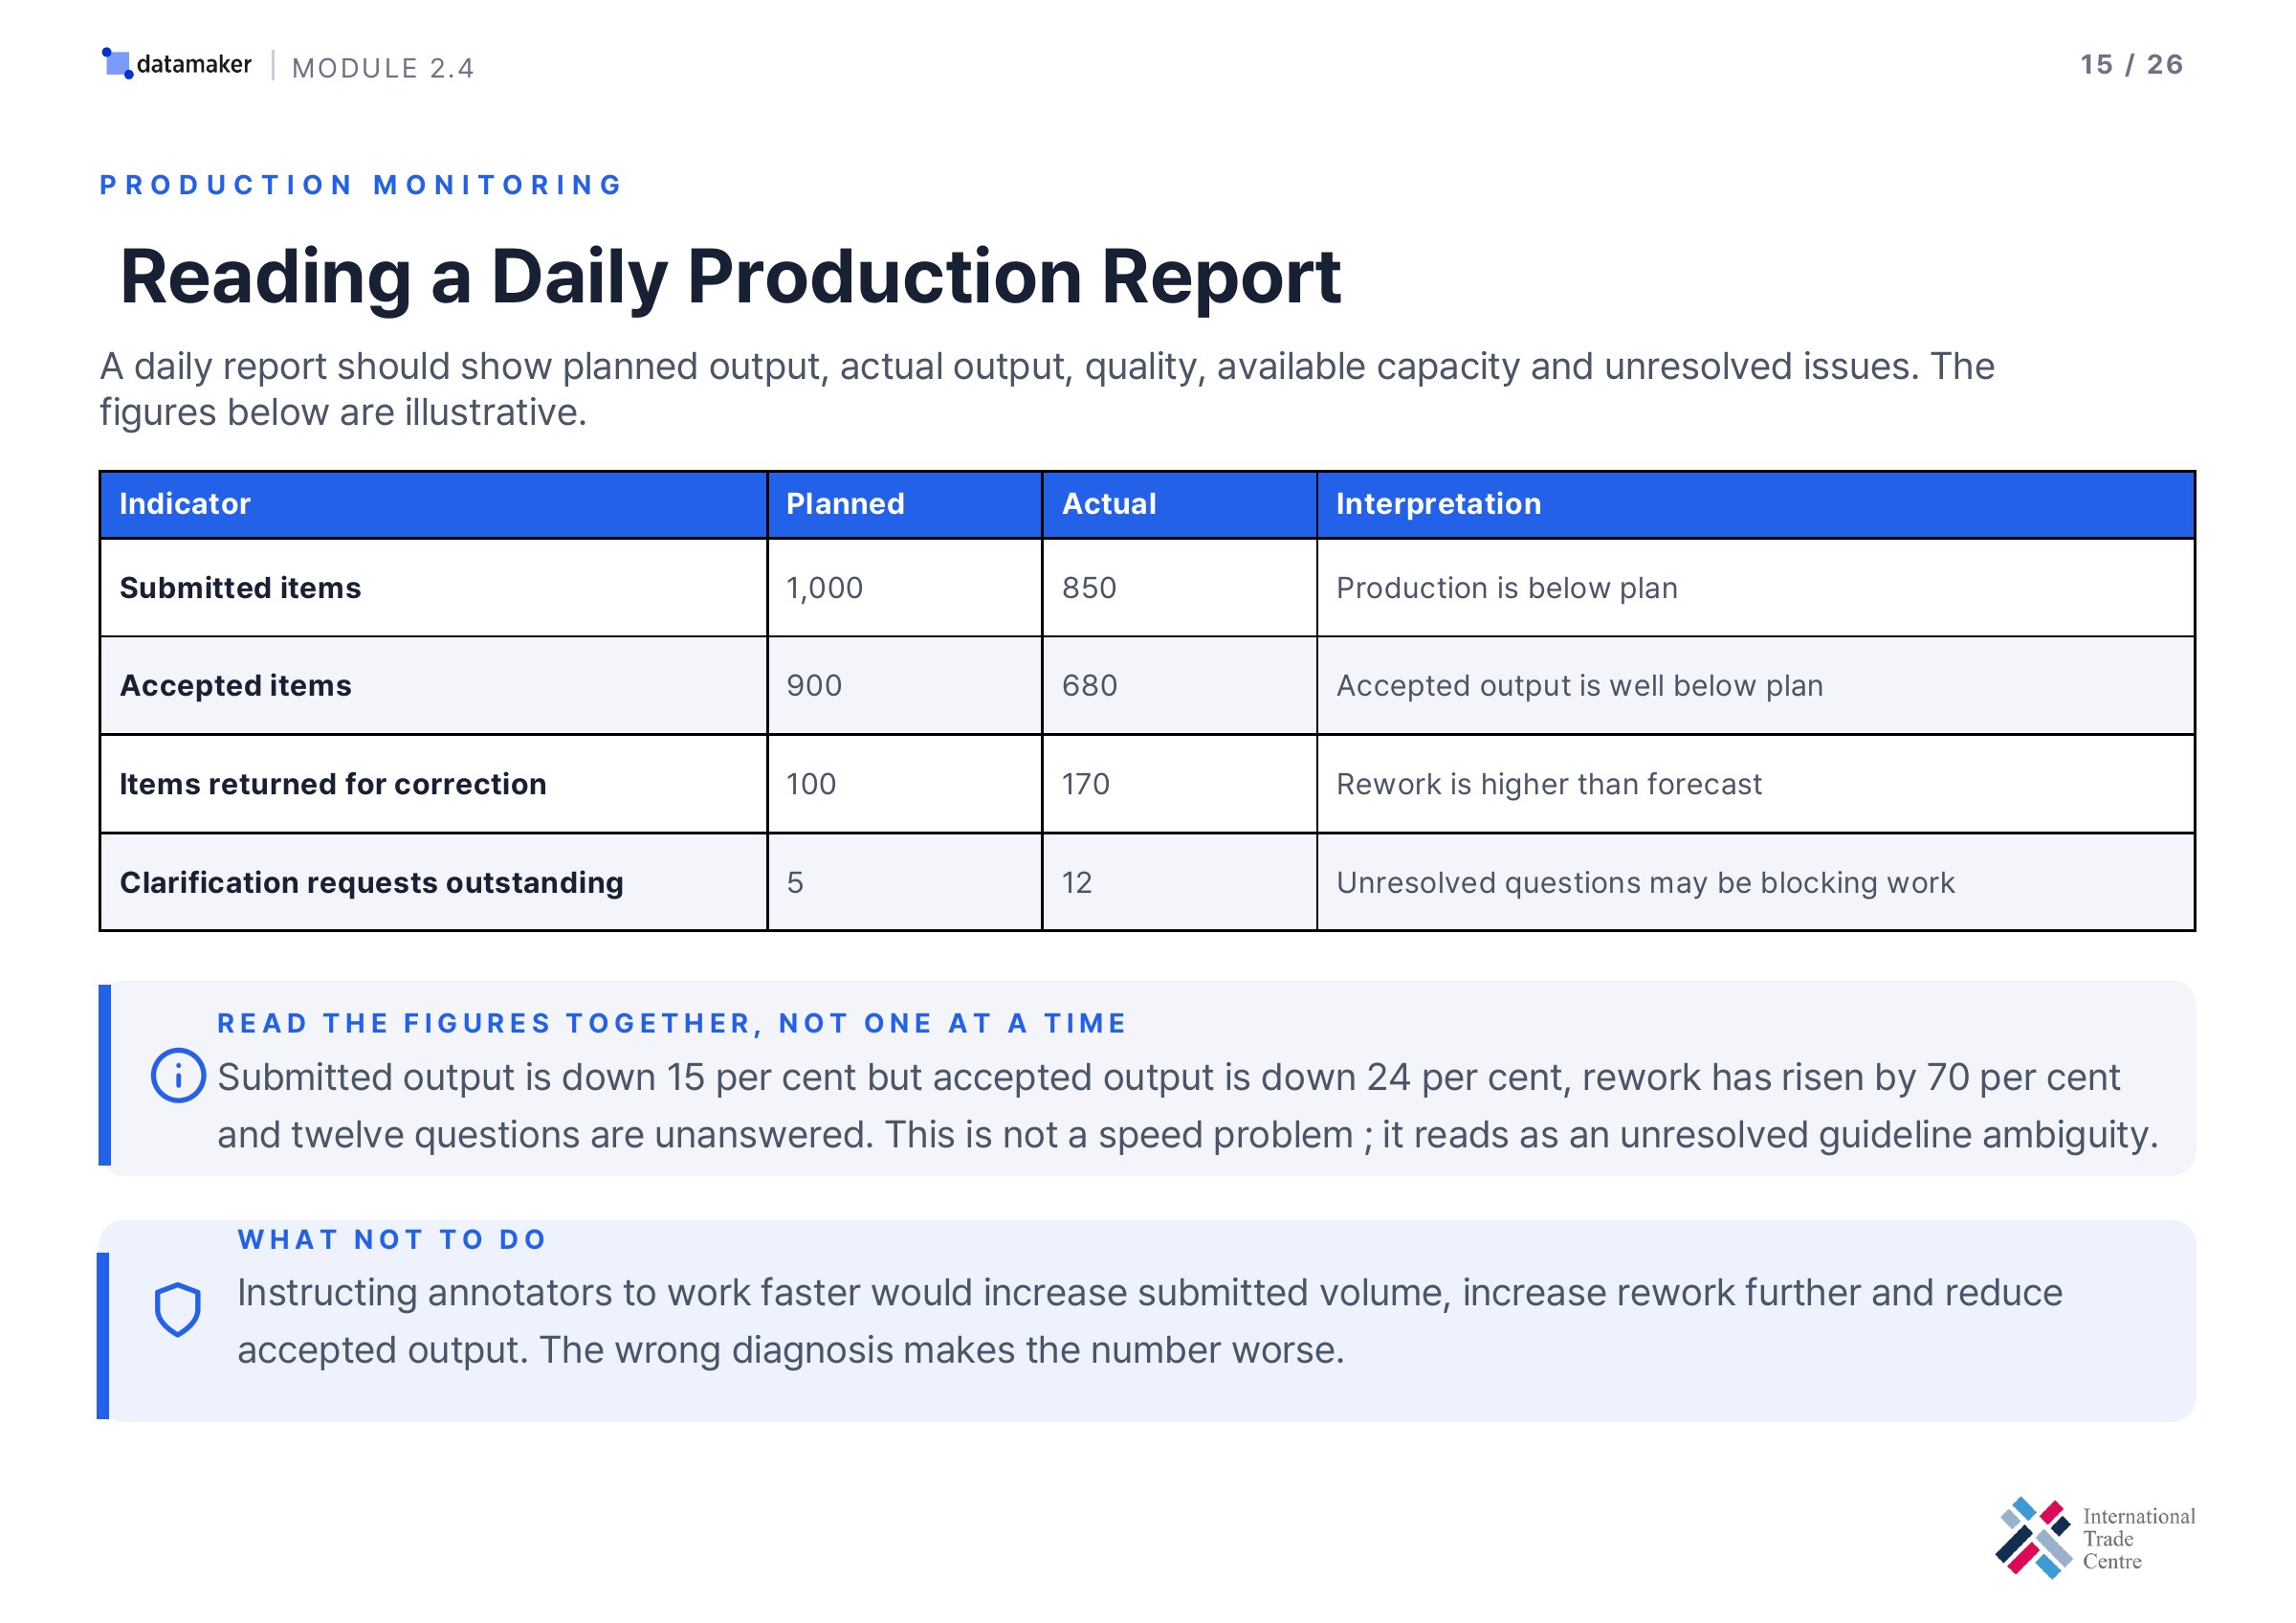 datamaker | MODULE 2.4
15 / 26
PRODUCTION MONITORING
Reading a Daily Production Report
A daily report should show planned output, actual output, quality, available capacity and unresolved issues. The
figures below are illustrative.
Indicator Planned Actual Interpretation
Submitted items 1,000 850 Production is below plan
Accepted items 900 680 Accepted output is well below plan
Items returned for correction 100 170 Rework is higher than forecast
Clarification requests outstanding 5 12 Unresolved questions may be blocking work
READ THE FIGURES TOGETHER, NOT ONE AT A TIME
Submitted output is down 15 per cent but accepted output is down 24 per cent, rework has risen by 70 per cent
and twelve questions are unanswered. This is not a speed problem ; it reads as an unresolved guideline ambiguity.
WHAT NOT TO DO
Instructing annotators to work faster would increase submitted volume, increase rework further and reduce
accepted output. The wrong diagnosis makes the number worse.
International
Trade
Centre